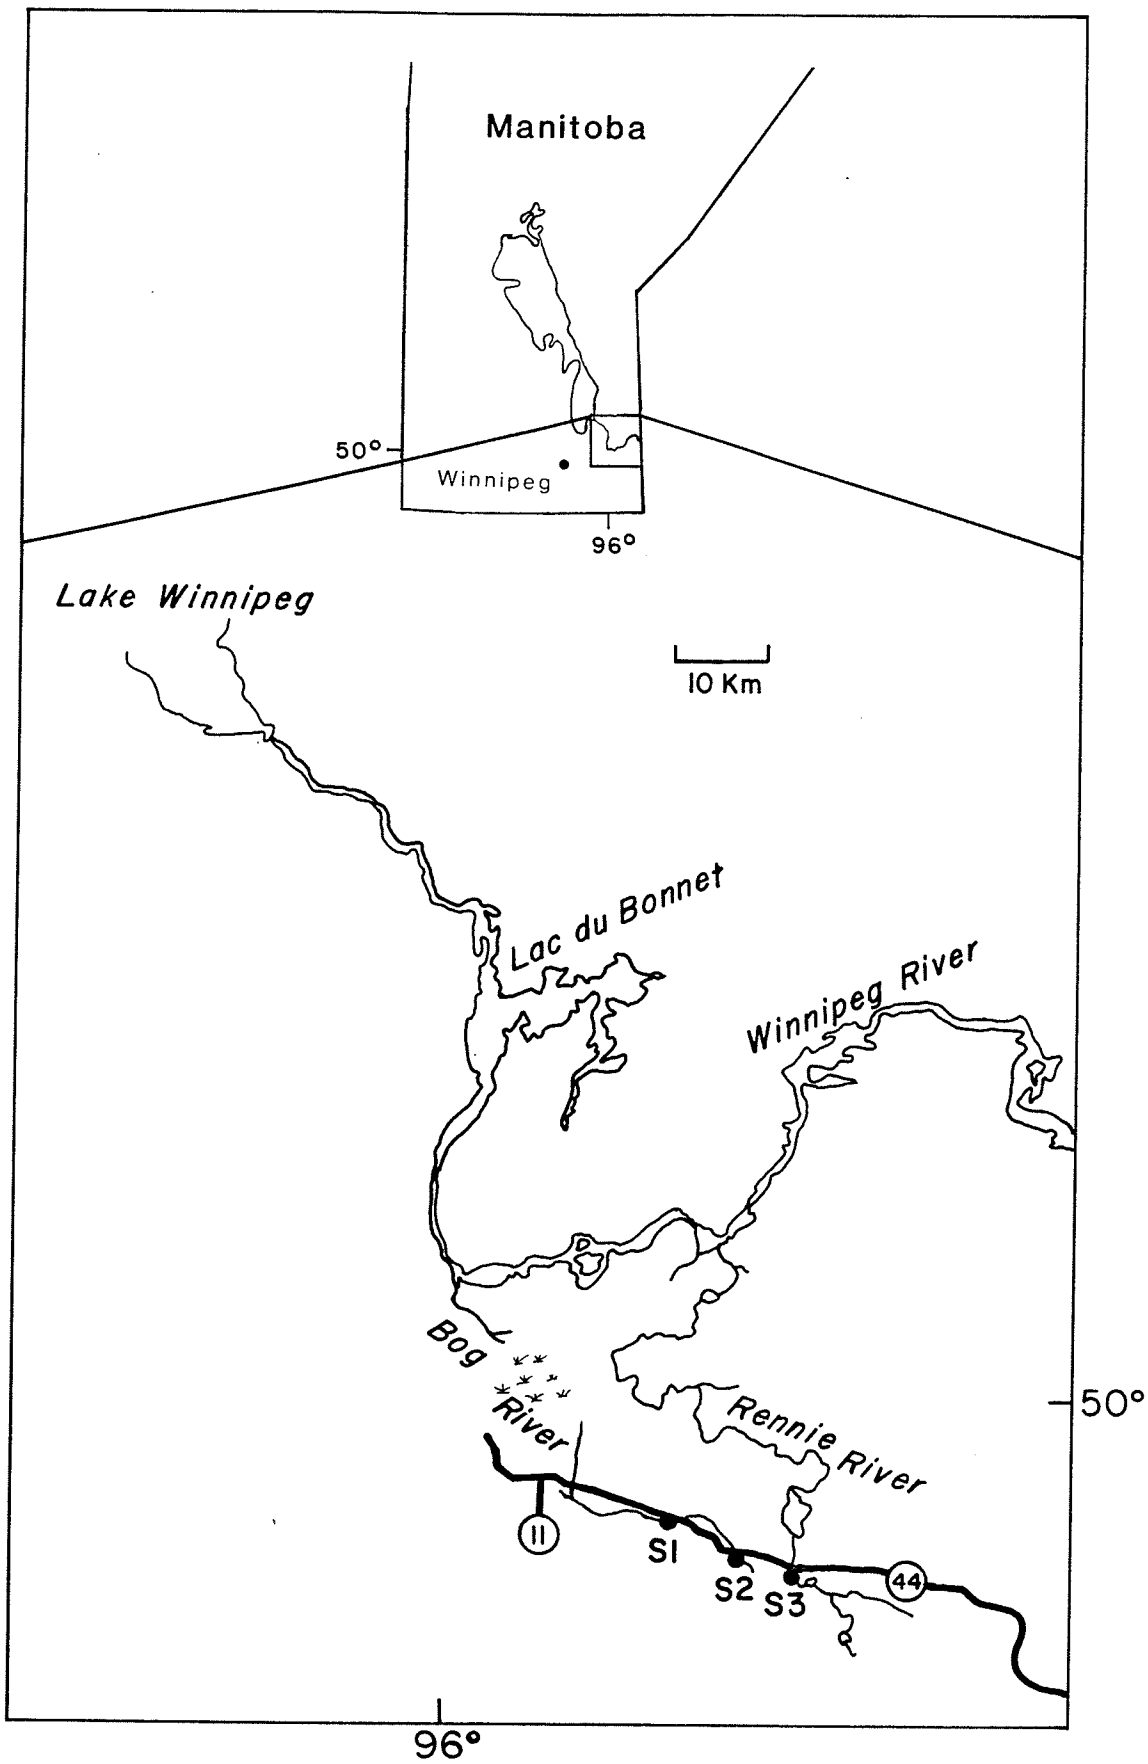 Manitoba
50°
Winnipeg
96°
Lake Winnipeg
10 Km
Lac du Bonnet
Winnipeg River
Bog
River
50°
Rennie
River
11
S1
S2
S3
44
96°